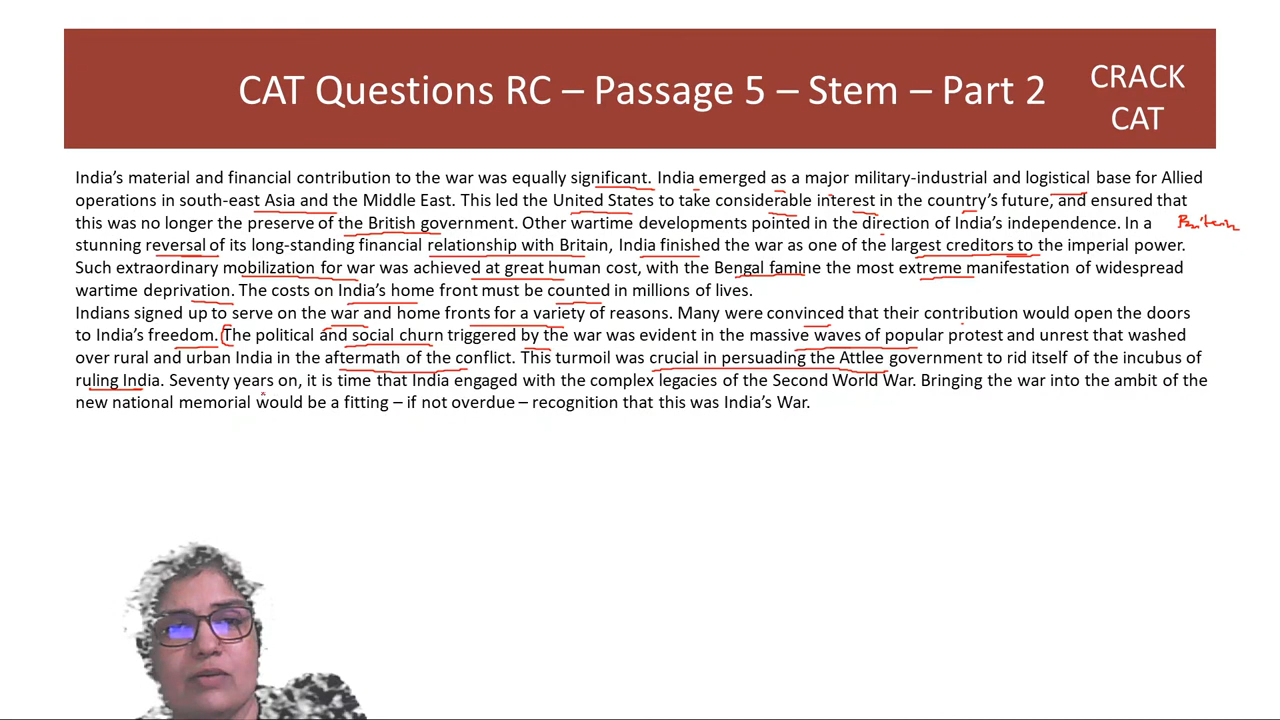 CAT Questions RC – Passage 5 – Stem – Part 2
CRACK
CAT
India’s material and financial contribution to the war was equally significant. India emerged as a major military-industrial and logistical base for Allied
operations in south-east Asia and the Middle East. This led the United States to take considerable interest in the country’s future, and ensured that
this was no longer the preserve of the British government. Other wartime developments pointed in the direction of India’s independence. In a
Britain
stunning reversal of its long-standing financial relationship with Britain, India finished the war as one of the largest creditors to the imperial power.
Such extraordinary mobilization for war was achieved at great human cost, with the Bengal famine the most extreme manifestation of widespread
wartime deprivation. The costs on India’s home front must be counted in millions of lives.
Indians signed up to serve on the war and home fronts for a variety of reasons. Many were convinced that their contribution would open the doors
to India’s freedom. The political and social churn triggered by the war was evident in the massive waves of popular protest and unrest that washed
over rural and urban India in the aftermath of the conflict. This turmoil was crucial in persuading the Attlee government to rid itself of the incubus of
ruling India. Seventy years on, it is time that India engaged with the complex legacies of the Second World War. Bringing the war into the ambit of the
new national memorial would be a fitting – if not overdue – recognition that this was India’s War.